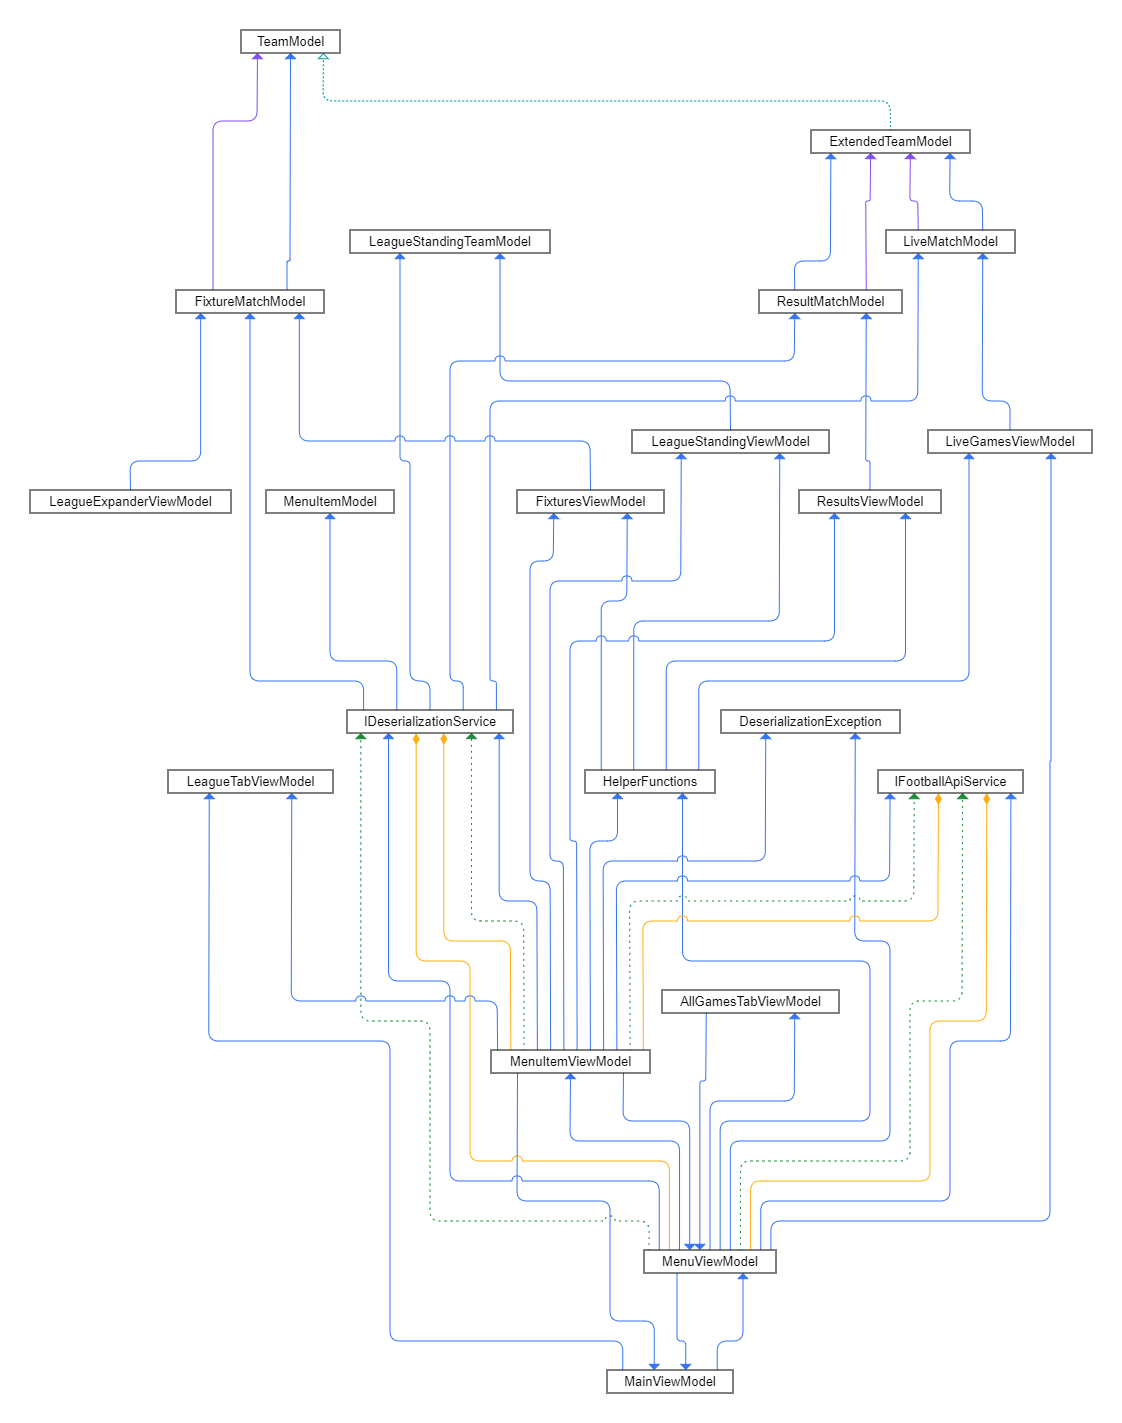 TeamModel
ExtendedTeamModel
LeagueStandingTeamModel
LiveMatchModel
FixtureMatchModel
ResultMatchModel
LeagueStandingViewModel
LiveGamesViewModel
LeagueExpanderViewModel
MenuItemModel
FixturesViewModel
ResultsViewModel
IDeserializationService
DeserializationException
LeagueTabViewModel
HelperFunctions
IFootballApiService
AllGamesTabViewModel
MenuItemViewModel
MenuViewModel
MainViewModel